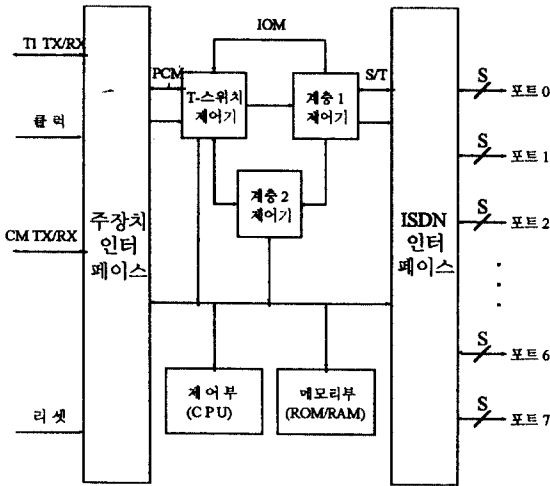 IOM
T1 TX/RX
PCM
S/T
T-스위치
제어기
계층 1
제어기
S
포트 0
클럭
S
포트 1
계층 2
제어기
주장치
인터
페이스
ISDN
인터
페이스
S
포트 2
CM TX/RX
제어부
(CPU)
메모리부
(ROM/RAM)
S
포트 6
리셋
S
포트 7